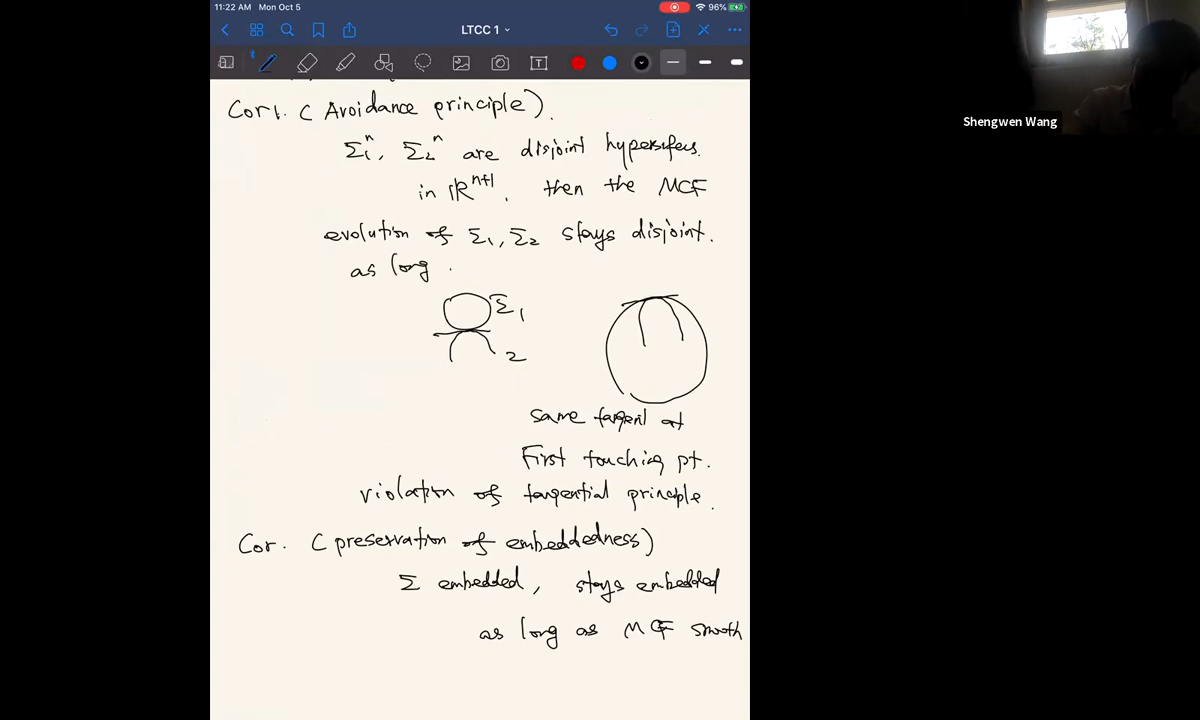 11:22 AM Mon Oct 5
96%
LTCC 1
Cor 1. (Avoidance principle).
Σ₁ⁿ, Σ₂ⁿ are disjoint hypersfers.
in ℝⁿ⁺¹, then the MCF
evolution of Σ₁, Σ₂ stays disjoint.
as long .
Σ₁
2
same tangent at
First touching pt.
violation of tangential principle.
Cor. (preservation of embeddedness)
Σ embedded, stays embedded
as long as MCF smooth
Shengwen Wang